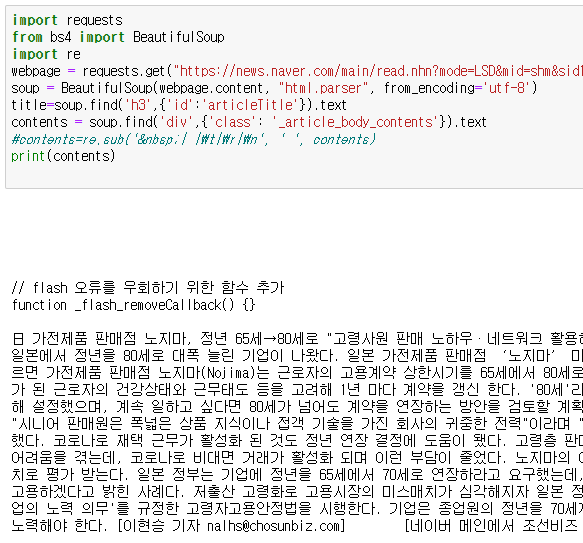 import requests
from bs4 import BeautifulSoup
import re
webpage = requests.get("https://news.naver.com/main/read.nhn?mode=LSD&mid=shm&sid1
soup = BeautifulSoup(webpage.content, "html.parser", from_encoding='utf-8')
title=soup.find('h3',{'id':'articleTitle'}).text
contents = soup.find('div',{'class': '_article_body_contents'}).text
#contents=re.sub('&nbsp;| |₩t|₩r|₩n', ' ', contents)
print(contents)
// flash 오류를 우회하기 위한 함수 추가
function _flash_removeCallback() {}
日 가전제품 판매점 노지마, 정년 65세→80세로 "고령사원 판매 노하우·네트워크 활용하
일본에서 정년을 80세로 대폭 늘린 기업이 나왔다. 일본 가전제품 판매점 ‘노지마’ 미
르면 가전제품 판매점 노지마(Nojima)는 근로자의 고용계약 상한시기를 65세에서 80세로
가 된 근로자의 건강상태와 근무태도 등을 고려해 1년 마다 계약을 갱신 한다. '80세'라
해 설정했으며, 계속 일하고 싶다면 80세가 넘어도 계약을 연장하는 방안을 검토할 계획
"시니어 판매원은 폭넓은 상품 지식이나 접객 기술을 가진 회사의 귀중한 전력"이라며 "
했다. 코로나로 재택 근무가 활성화 된 것도 정년 연장 결정에 도움이 됐다. 고령층 판매
어려움을 겪는데, 코로나로 비대면 거래가 활성화 되며 이런 부담이 줄었다. 노지마의 이
치로 평가 받는다. 일본 정부는 기업에 정년을 65세에서 70세로 연장하라고 요구했는데,
고용하겠다고 밝힌 사례다. 저출산 고령화로 고용시장의 미스매치가 심각해지자 일본 정
업의 노력 의무'를 규정한 고령자고용안정법을 시행한다. 기업은 종업원의 정년을 70세까
노력해야 한다. [이현승 기자 nalhs@chosunbiz.com] [네이버 메인에서 조선비즈